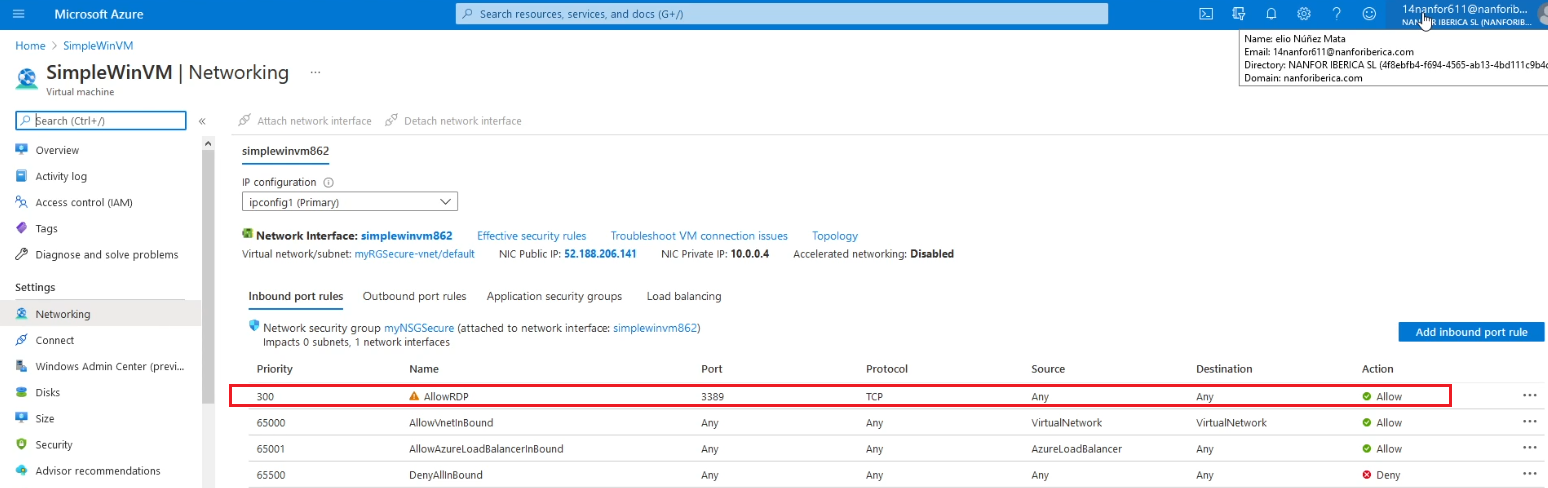 Microsoft Azure
Search resources, services, and docs (G+/)
14nanfor611@nanforib...
NANFOR IBERICA SL (NANFORIB...
Name: elio Núñez Mata
Email: 14nanfor611@nanforiberica.com
Directory: NANFOR IBERICA SL (4f8ebfb4-f694-4565-ab13-4bd111c9b4d
Domain: nanforiberica.com
Home > SimpleWinVM
SimpleWinVM | Networking ...
Virtual machine
Search (Ctrl+/)
«
Overview
Activity log
Access control (IAM)
Tags
Diagnose and solve problems
Settings
Networking
Connect
Windows Admin Center (previ...
Disks
Size
Security
Advisor recommendations
Attach network interface Detach network interface
simplewinvm862
IP configuration
ipconfig1 (Primary)
Network Interface: simplewinvm862 Effective security rules Troubleshoot VM connection issues Topology
Virtual network/subnet: myRGSecure-vnet/default NIC Public IP: 52.188.206.141 NIC Private IP: 10.0.0.4 Accelerated networking: Disabled
Inbound port rules Outbound port rules Application security groups Load balancing
Network security group myNSGSecure (attached to network interface: simplewinvm862)
Impacts 0 subnets, 1 network interfaces
Add inbound port rule
Priority Name Port Protocol Source Destination Action
300 AllowRDP 3389 TCP Any Any Allow ...
65000 AllowVnetInBound Any Any VirtualNetwork VirtualNetwork Allow ...
65001 AllowAzureLoadBalancerInBound Any Any AzureLoadBalancer Any Allow ...
65500 DenyAllInBound Any Any Any Any Deny ...